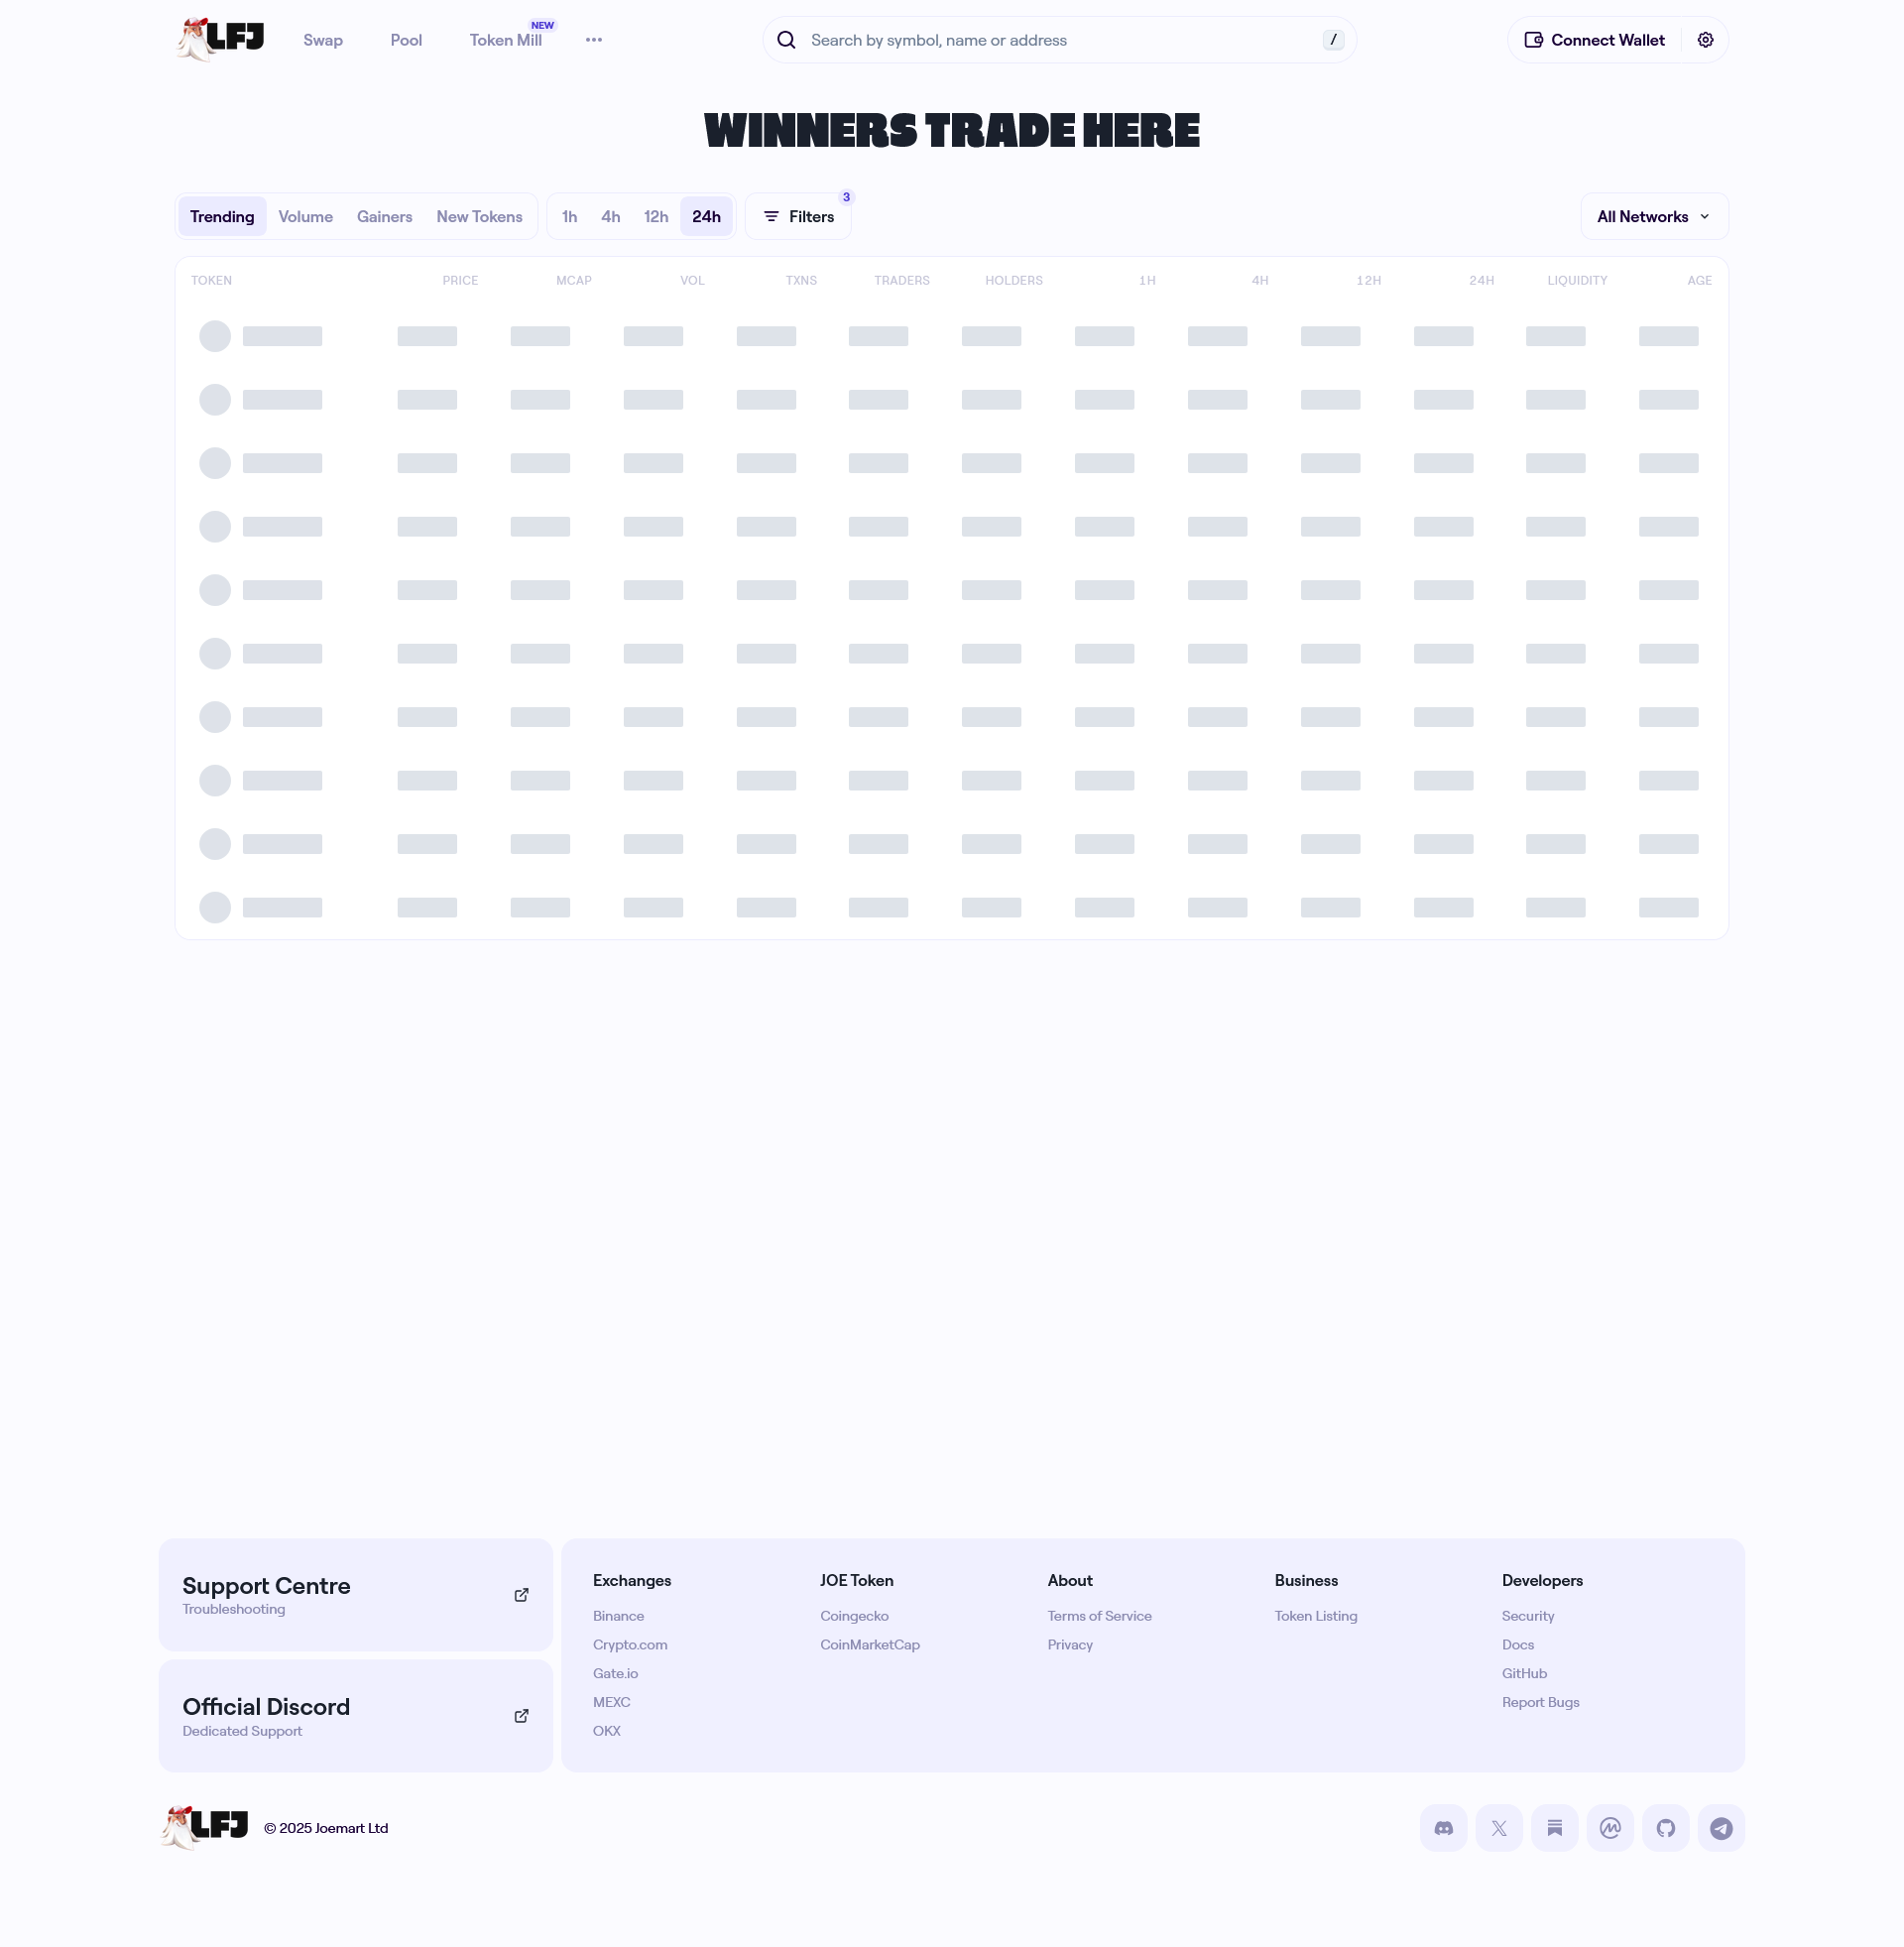 LFJ
Swap
Pool
Token Mill
NEW
Search by symbol, name or address
/
Connect Wallet
WINNERS TRADE HERE
Trending
Volume
Gainers
New Tokens
1h
4h
12h
24h
Filters
3
All Networks
TOKEN
PRICE
MCAP
VOL
TXNS
TRADERS
HOLDERS
1H
4H
12H
24H
LIQUIDITY
AGE
Support Centre
Troubleshooting
Official Discord
Dedicated Support
Exchanges
Binance
Crypto.com
Gate.io
MEXC
OKX
JOE Token
Coingecko
CoinMarketCap
About
Terms of Service
Privacy
Business
Token Listing
Developers
Security
Docs
GitHub
Report Bugs
LFJ
© 2025 Joemart Ltd